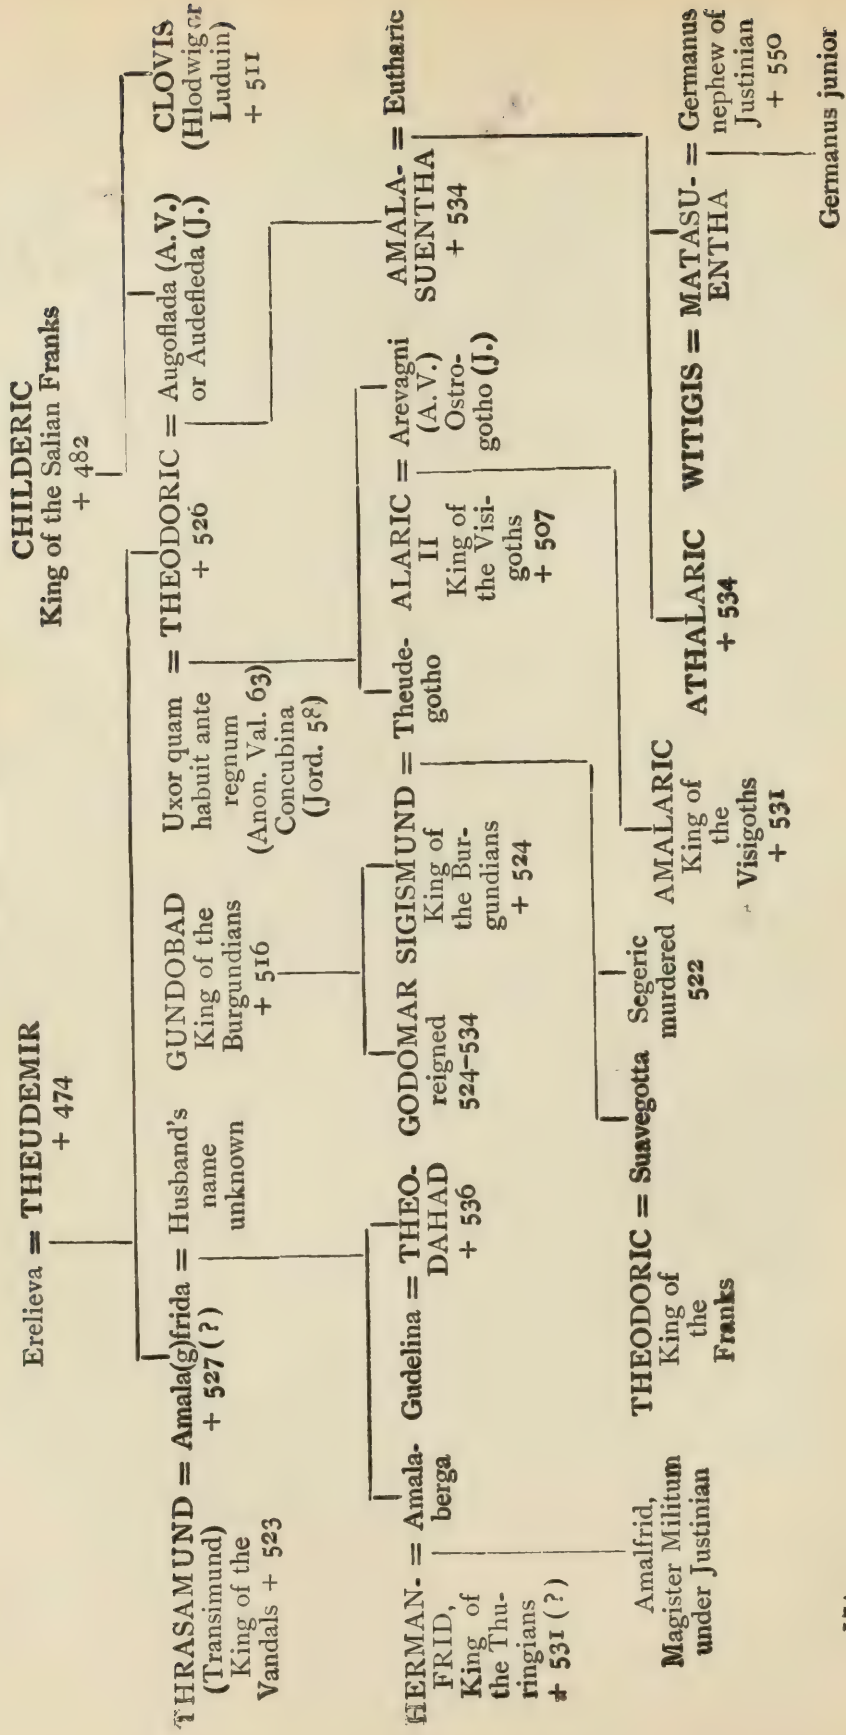 CHILDERIC
King of the Salian Franks
+ 482
Erelieva = THEUDEMIR
+ 474
THRASAMUND = Amala(g)frida = Husband's
(Transimund) + 527 (?) name
King of the unknown
Vandals + 523
GUNDOBAD
King of the
Burgundians
+ 516
Uxor quam = THEODORIC = Augoflada (A.V.)
habuit ante + 526 or Audefleda (J.)
regnum
(Anon. Val. 63)
Concubina
(Jord. 58)
CLOVIS
(Hlodwig or
Luduin)
+ 511
HERMAN- = Amala-
FRID, berga
King of
the Thu-
ringians
+ 531 (?)
Gudelina = THEO-
DAHAD
+ 536
GODOMAR
reigned
524-534
SIGISMUND = Theude-
King of gotho
the Bur-
gundians
+ 524
ALARIC = Arevagni
II (A.V.)
King of Ostro-
the Visi- gotho (J.)
goths
+ 507
AMALA- = Eutharic
SUENTHA
+ 534
Amalfrid,
Magister Militum
under Justinian
THEODORIC = Suavegotta
King of
the
Franks
Segeric
murdered
522
AMALARIC
King of
the
Visigoths
+ 531
ATHALARIC
+ 534
WITIGIS = MATASU- = Germanus
ENTHA nephew of
Justinian
+ 550
Germanus junior